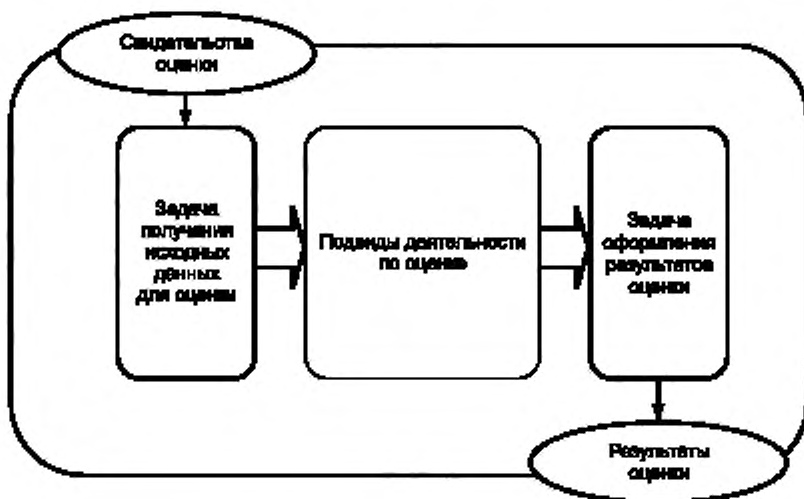 Свидетельства
оценки
Задача
получения
исходных
данных
для оценки
Подвиды деятельности
по оценке
Задача
оформления
результатов
оценки
Результаты
оценки